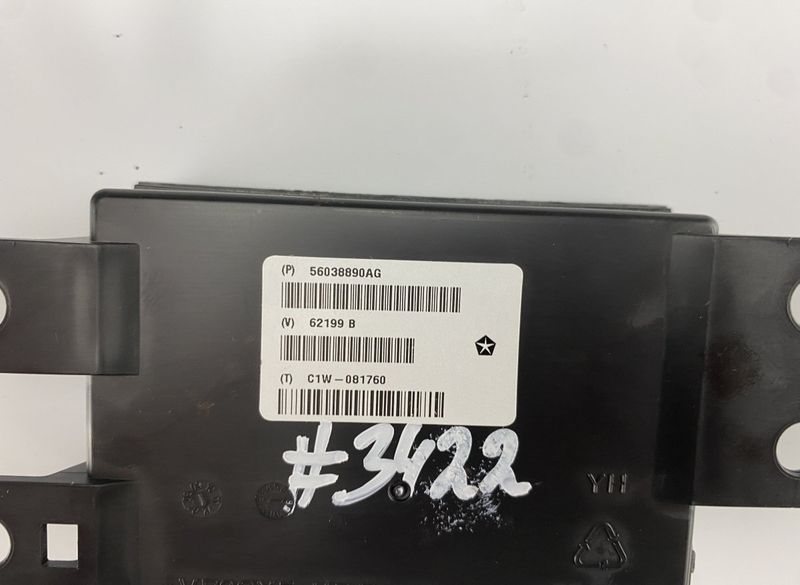 (P) 56038890AG
(V) 62199 B
(T) C1W-081760
#3422
YH